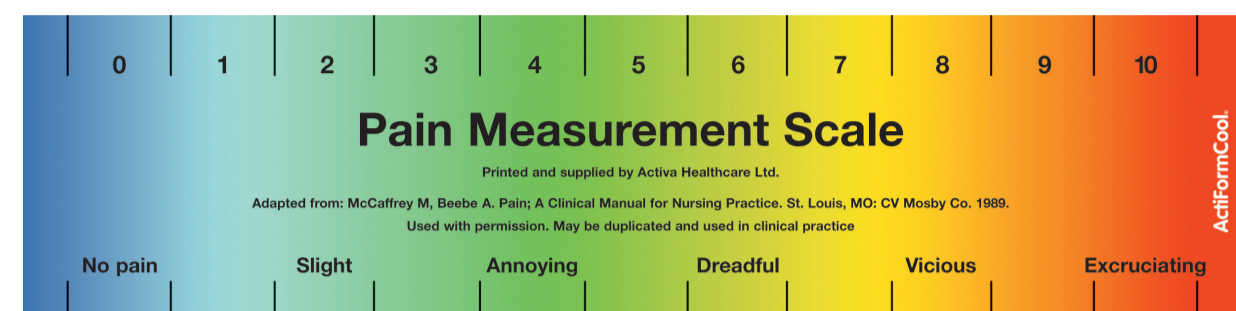 0 1 2 3 4 5 6 7 8 9 10
Pain Measurement Scale
Printed and supplied by Activa Healthcare Ltd.
Adapted from: McCaffrey M, Beebe A. Pain; A Clinical Manual for Nursing Practice. St. Louis, MO: CV Mosby Co. 1989.
Used with permission. May be duplicated and used in clinical practice
No pain Slight Annoying Dreadful Vicious Excruciating
ActiFormCool.